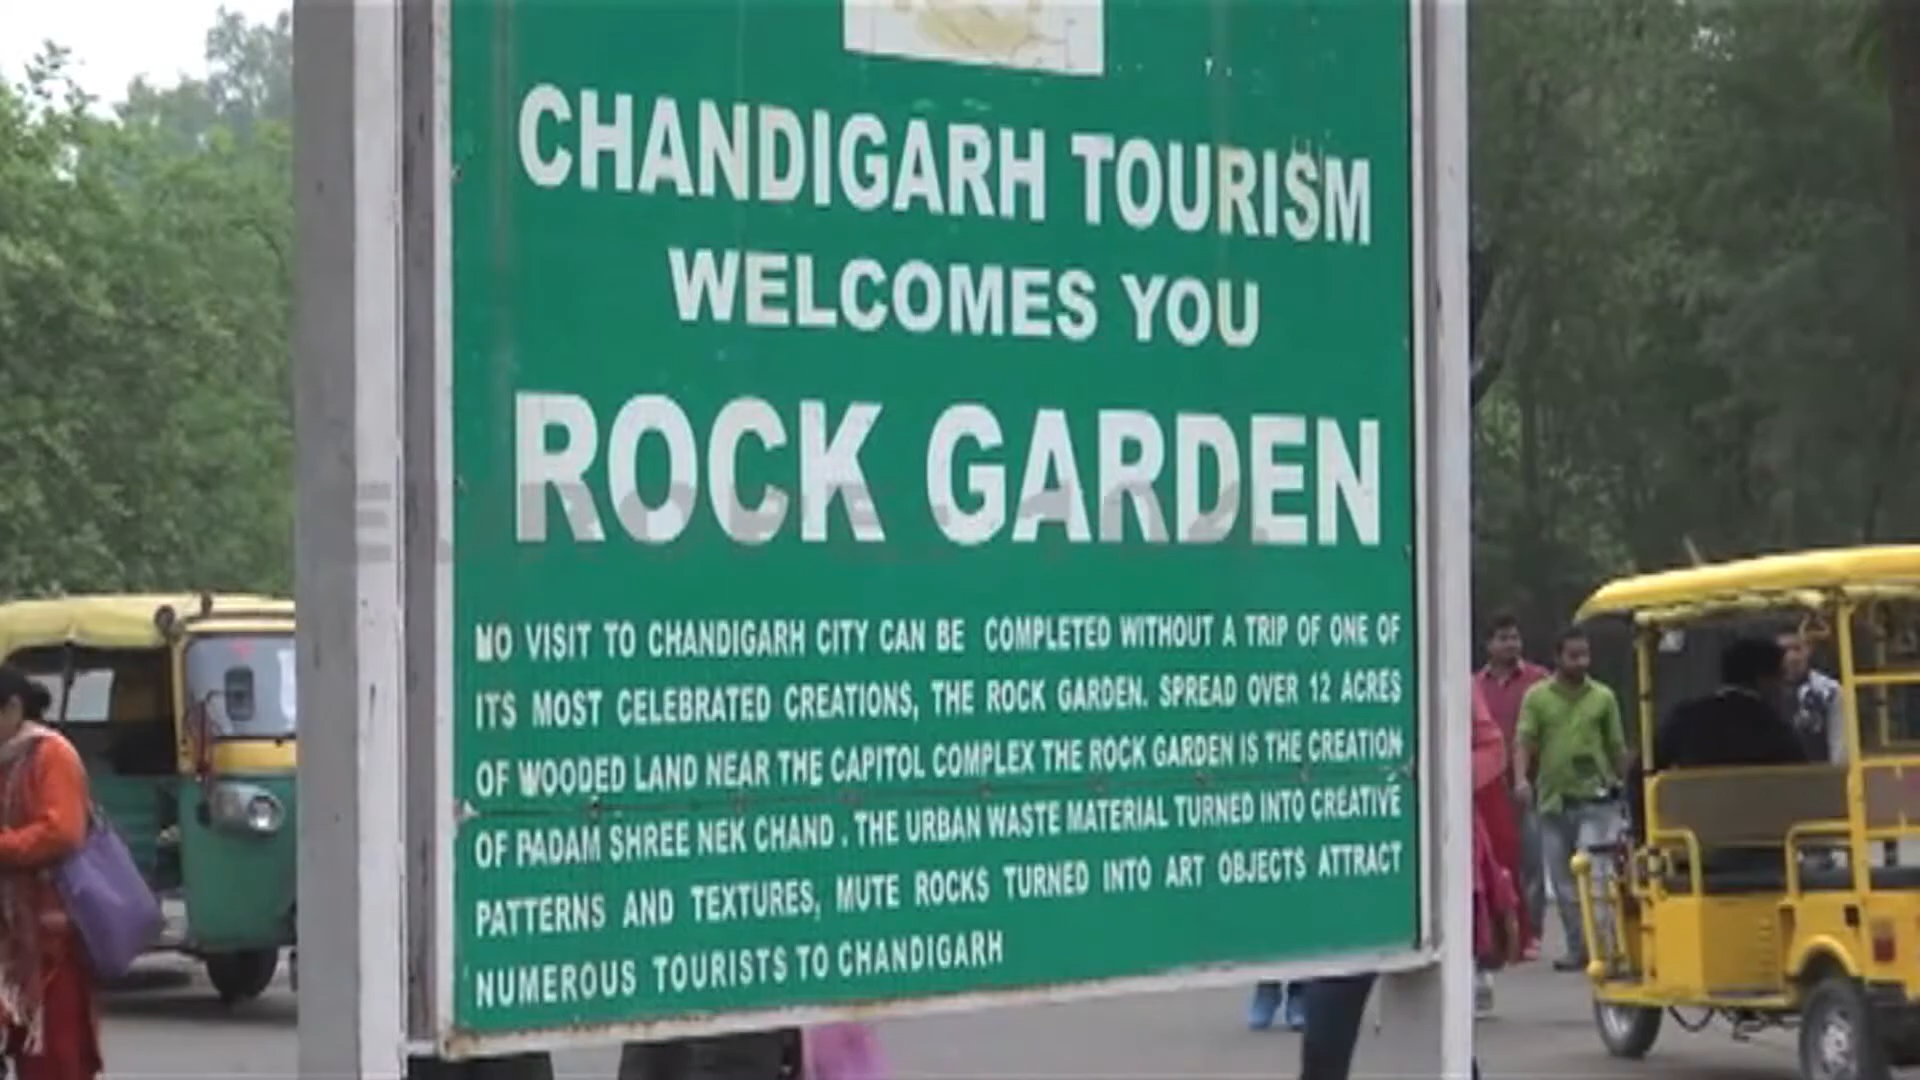 CHANDIGARH TOURISM
WELCOMES YOU
ROCK GARDEN
NO VISIT TO CHANDIGARH CITY CAN BE COMPLETED WITHOUT A TRIP OF ONE OF
ITS MOST CELEBRATED CREATIONS, THE ROCK GARDEN. SPREAD OVER 12 ACRES
OF WOODED LAND NEAR THE CAPITOL COMPLEX THE ROCK GARDEN IS THE CREATION
OF PADAM SHREE NEK CHAND . THE URBAN WASTE MATERIAL TURNED INTO CREATIVE
PATTERNS AND TEXTURES, MUTE ROCKS TURNED INTO ART OBJECTS ATTRACT
NUMEROUS TOURISTS TO CHANDIGARH